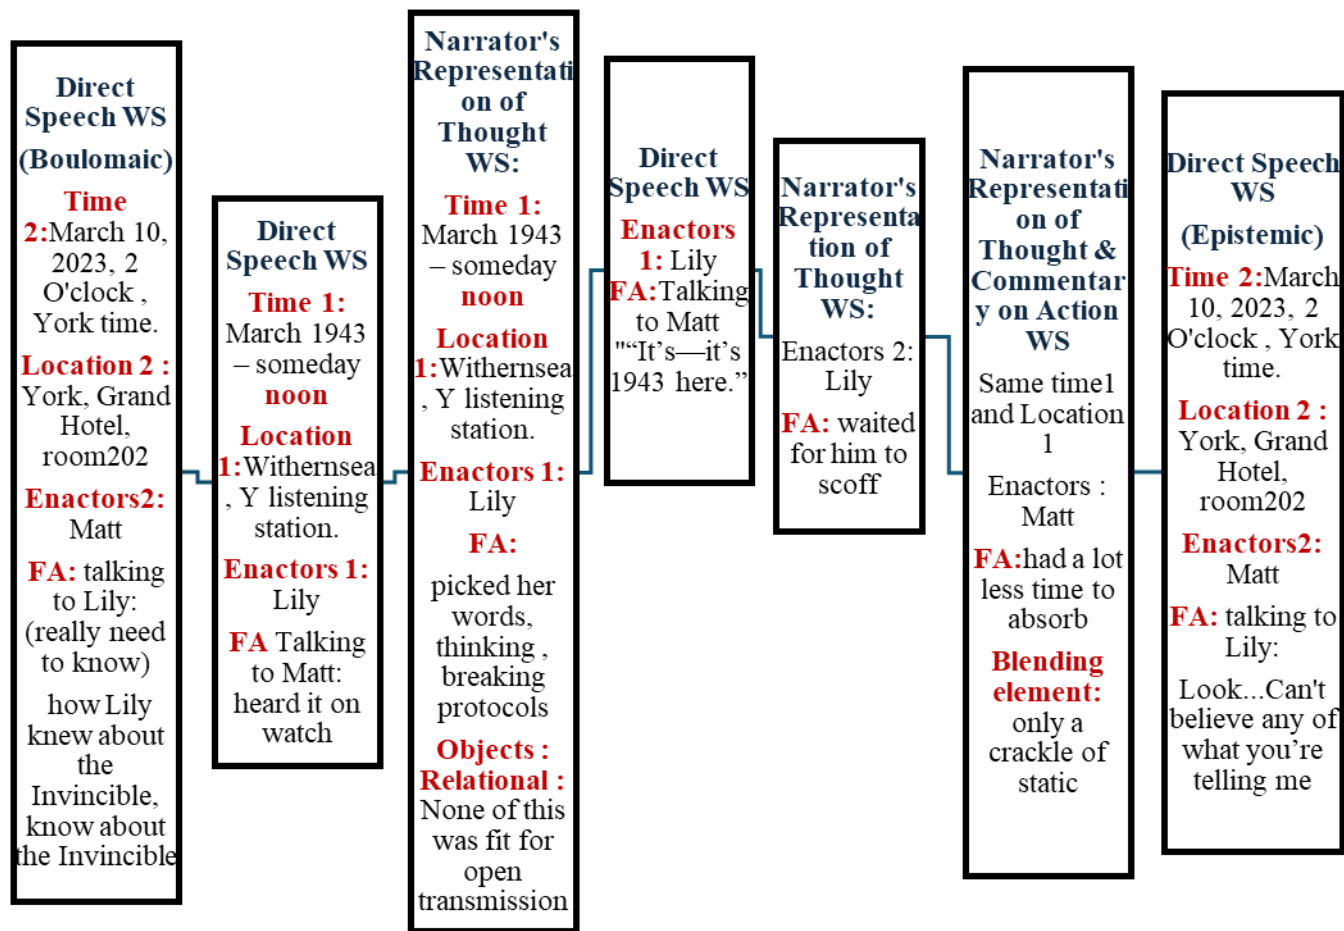 Direct
Speech WS
(Boulomaic)
Time
2:March 10,
2023, 2
O'clock ,
York time.
Location 2 :
York, Grand
Hotel,
room202
Enactors2:
Matt
FA: talking
to Lily:
(really need
to know)
how Lily
knew about
the
Invincible,
know about
the Invincible
Direct
Speech WS
Time 1:
March 1943
– someday
noon
Location
1:Withernsea
, Y listening
station.
Enactors 1:
Lily
FA Talking
to Matt:
heard it on
watch
Narrator's
Representati
on of
Thought
WS:
Time 1:
March 1943
– someday
noon
Location
1:Withernsea
, Y listening
station.
Enactors 1:
Lily
FA:
picked her
words,
thinking ,
breaking
protocols
Objects :
Relational :
None of this
was fit for
open
transmission
Direct
Speech WS
Enactors
1: Lily
FA:Talking
to Matt
"“It’s—it’s
1943 here.”
Narrator's
Representa
tion of
Thought
WS:
Enactors 2:
Lily
FA: waited
for him to
scoff
Narrator's
Representati
on of
Thought &
Commentar
y on Action
WS
Same time1
and Location
1
Enactors :
Matt
FA:had a lot
less time to
absorb
Blending
element:
only a
crackle of
static
Direct Speech
WS
(Epistemic)
Time 2:March
10, 2023, 2
O'clock , York
time.
Location 2 :
York, Grand
Hotel,
room202
Enactors2:
Matt
FA: talking to
Lily:
Look...Can't
believe any of
what you’re
telling me